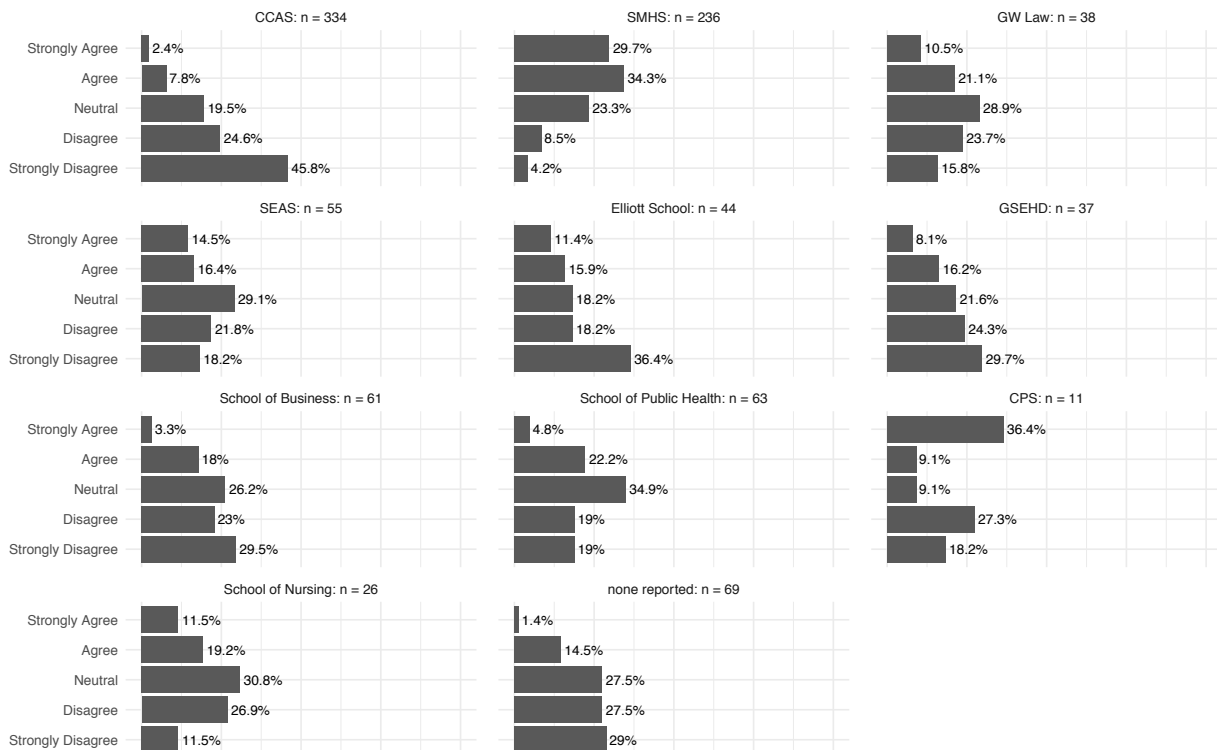 CCAS: n = 334
SMHS: n = 236
GW Law: n = 38
Strongly Agree 2.4% 29.7% 10.5%
Agree 7.8% 34.3% 21.1%
Neutral 19.5% 23.3% 28.9%
Disagree 24.6% 8.5% 23.7%
Strongly Disagree 45.8% 4.2% 15.8%
SEAS: n = 55
Elliott School: n = 44
GSEHD: n = 37
Strongly Agree 14.5% 11.4% 8.1%
Agree 16.4% 15.9% 16.2%
Neutral 29.1% 18.2% 21.6%
Disagree 21.8% 18.2% 24.3%
Strongly Disagree 18.2% 36.4% 29.7%
School of Business: n = 61
School of Public Health: n = 63
CPS: n = 11
Strongly Agree 3.3% 4.8% 36.4%
Agree 18% 22.2% 9.1%
Neutral 26.2% 34.9% 9.1%
Disagree 23% 19% 27.3%
Strongly Disagree 29.5% 19% 18.2%
School of Nursing: n = 26
none reported: n = 69
Strongly Agree 11.5% 1.4%
Agree 19.2% 14.5%
Neutral 30.8% 27.5%
Disagree 26.9% 27.5%
Strongly Disagree 11.5% 29%